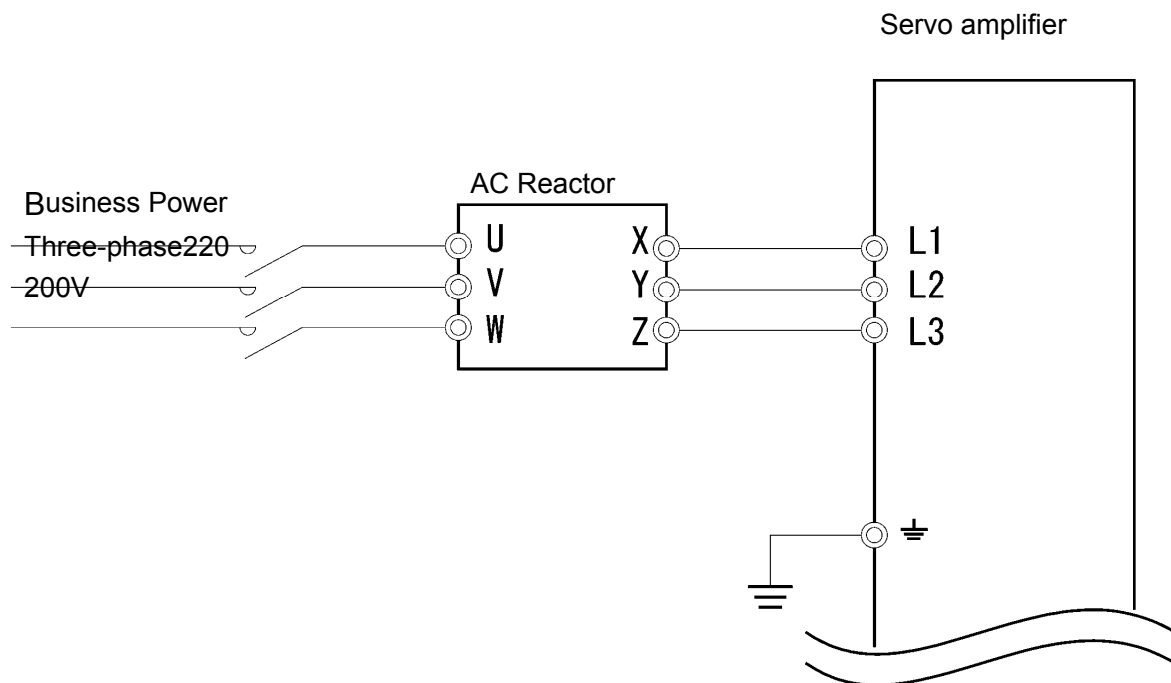 Servo amplifier
AC Reactor
Business Power
Three-phase220
200V
U X L1
V Y L2
W Z L3